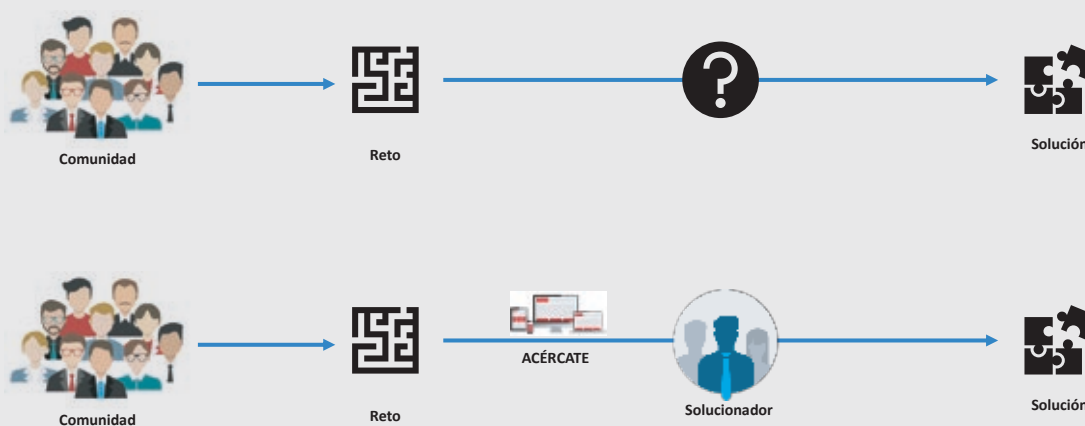 ?
Comunidad
Reto
Solución
ACÉRCATE
Comunidad
Reto
Solucionador
Solución